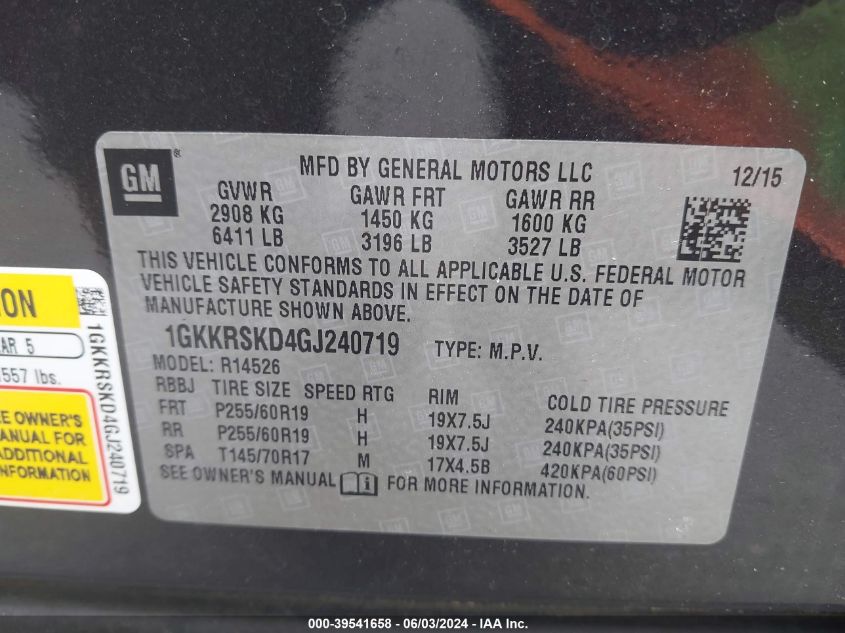 GM ®
MFD BY GENERAL MOTORS LLC
12/15
GVWR GAWR FRT GAWR RR
2908 KG 1450 KG 1600 KG
6411 LB 3196 LB 3527 LB
THIS VEHICLE CONFORMS TO ALL APPLICABLE U.S. FEDERAL MOTOR
VEHICLE SAFETY STANDARDS IN EFFECT ON THE DATE OF
MANUFACTURE SHOWN ABOVE.
1GKKRSKD4GJ240719 TYPE: M.P.V.
MODEL: R14526
RBBJ TIRE SIZE SPEED RTG RIM COLD TIRE PRESSURE
FRT P255/60R19 H 19X7.5J 240KPA(35PSI)
RR P255/60R19 H 19X7.5J 240KPA(35PSI)
SPA T145/70R17 M 17X4.5B 420KPA(60PSI)
SEE OWNER'S MANUAL i FOR MORE INFORMATION.
5
557 lbs.
OWNER'S
MANUAL FOR
INFORMATION
1GKKRSKD4GJ240719
000-39541658 - 06/03/2024 - IAA Inc.